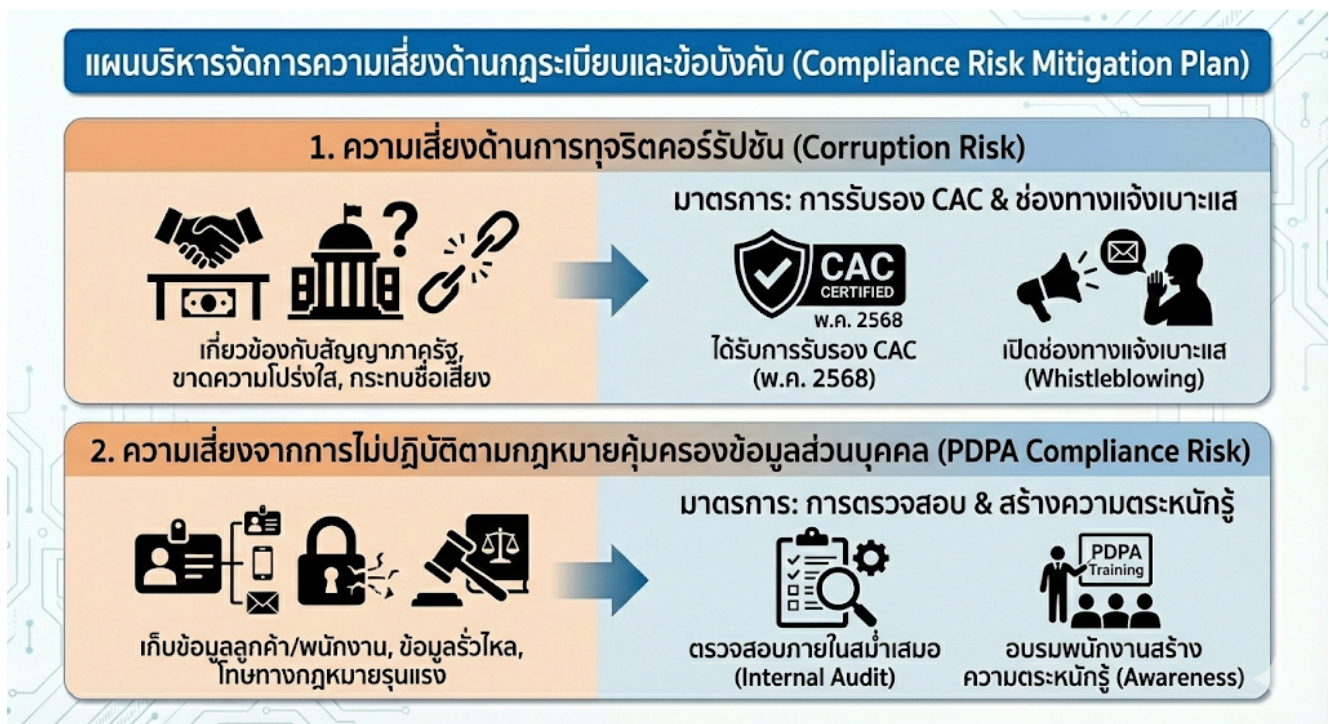 แผนบริหารจัดการความเสี่ยงด้านกฎระเบียบและข้อบังคับ (Compliance Risk Mitigation Plan)
1. ความเสี่ยงด้านการทุจริตคอร์รัปชัน (Corruption Risk)
?
เกี่ยวข้องกับสัญญาภาครัฐ,
ขาดความโปร่งใส, กระทบชื่อเสียง
มาตรการ: การรับรอง CAC & ช่องทางแจ้งเบาะแส
CAC
CERTIFIED
พ.ค. 2568
ได้รับการรับรอง CAC
(พ.ค. 2568)
เปิดช่องทางแจ้งเบาะแส
(Whistleblowing)
2. ความเสี่ยงจากการไม่ปฏิบัติตามกฎหมายคุ้มครองข้อมูลส่วนบุคคล (PDPA Compliance Risk)
เก็บข้อมูลลูกค้า/พนักงาน, ข้อมูลรั่วไหล,
โทษทางกฎหมายรุนแรง
มาตรการ: การตรวจสอบ & สร้างความตระหนักรู้
ตรวจสอบภายในสม่ำเสมอ
(Internal Audit)
PDPA
Training
อบรมพนักงานสร้าง
ความตระหนักรู้ (Awareness)